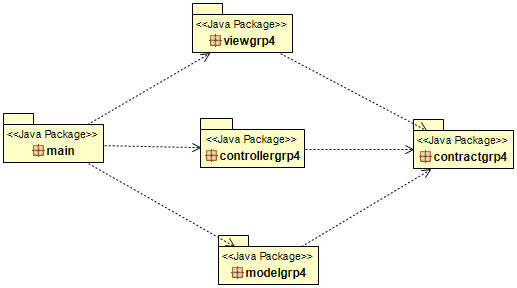 <<Java Package>>
viewgrp4
<<Java Package>>
main
<<Java Package>>
controllergrp4
<<Java Package>>
contractgrp4
<<Java Package>>
modelgrp4